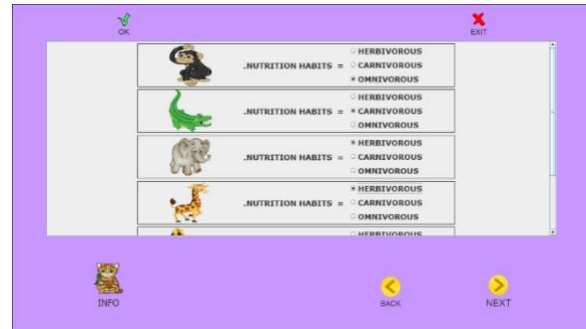 OK
EXIT
HERBIVOROUS
.NUTRITION HABITS = CARNIVOROUS
OMNIVOROUS
HERBIVOROUS
.NUTRITION HABITS = CARNIVOROUS
OMNIVOROUS
HERBIVOROUS
.NUTRITION HABITS = CARNIVOROUS
OMNIVOROUS
HERBIVOROUS
.NUTRITION HABITS = CARNIVOROUS
OMNIVOROUS
HERBIVOROUS
INFO
BACK
NEXT